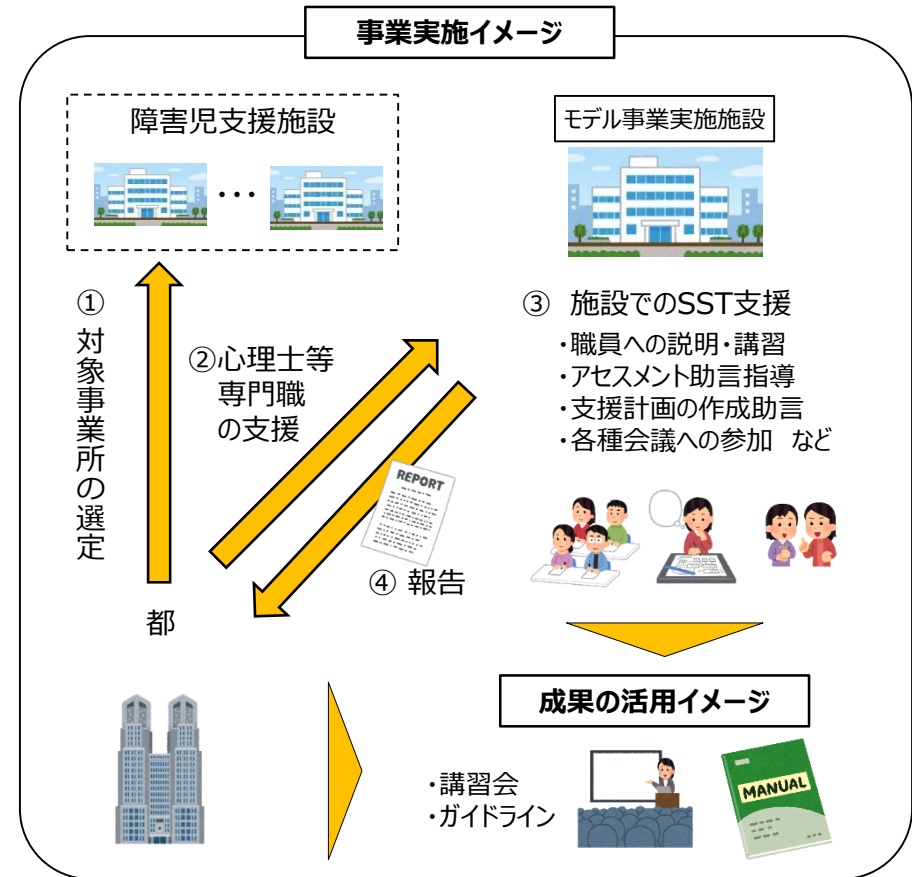 事業実施イメージ
障害児支援施設
・・・
モデル事業実施施設
①
対象事業所の選定
②心理士等
専門職
の支援
③ 施設でのSST支援
・職員への説明・講習
・アセスメント助言指導
・支援計画の作成助言
・各種会議への参加 など
REPORT
④ 報告
都
成果の活用イメージ
・講習会
・ガイドライン
MANUAL